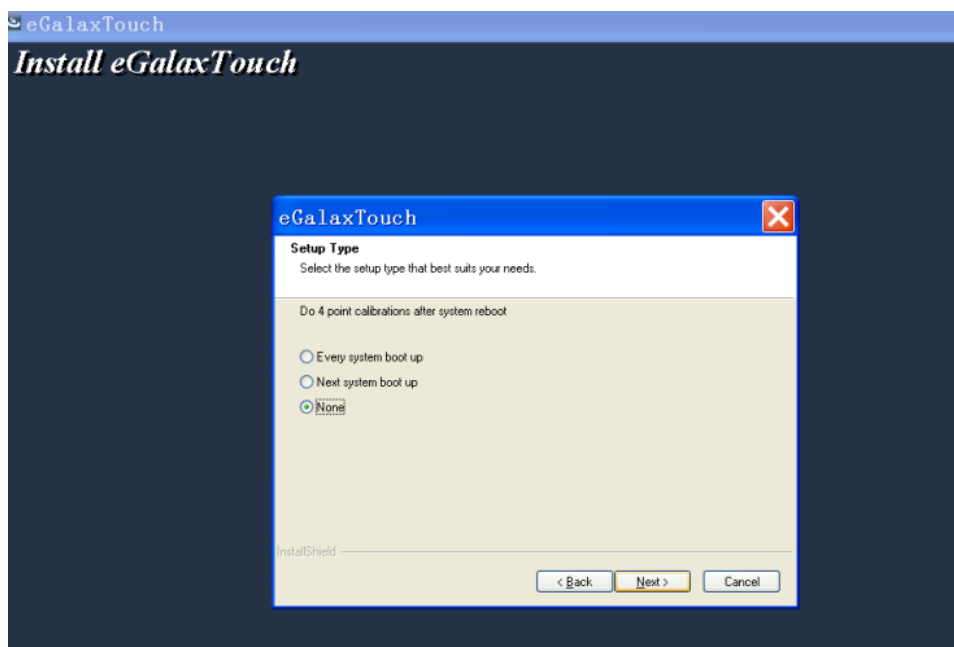 eGalaxTouch
Install eGalaxTouch
eGalaxTouch
Setup Type
Select the setup type that best suits your needs.
Do 4 point calibrations after system reboot
Every system boot up
Next system boot up
None
InstallShield
< Back Next > Cancel